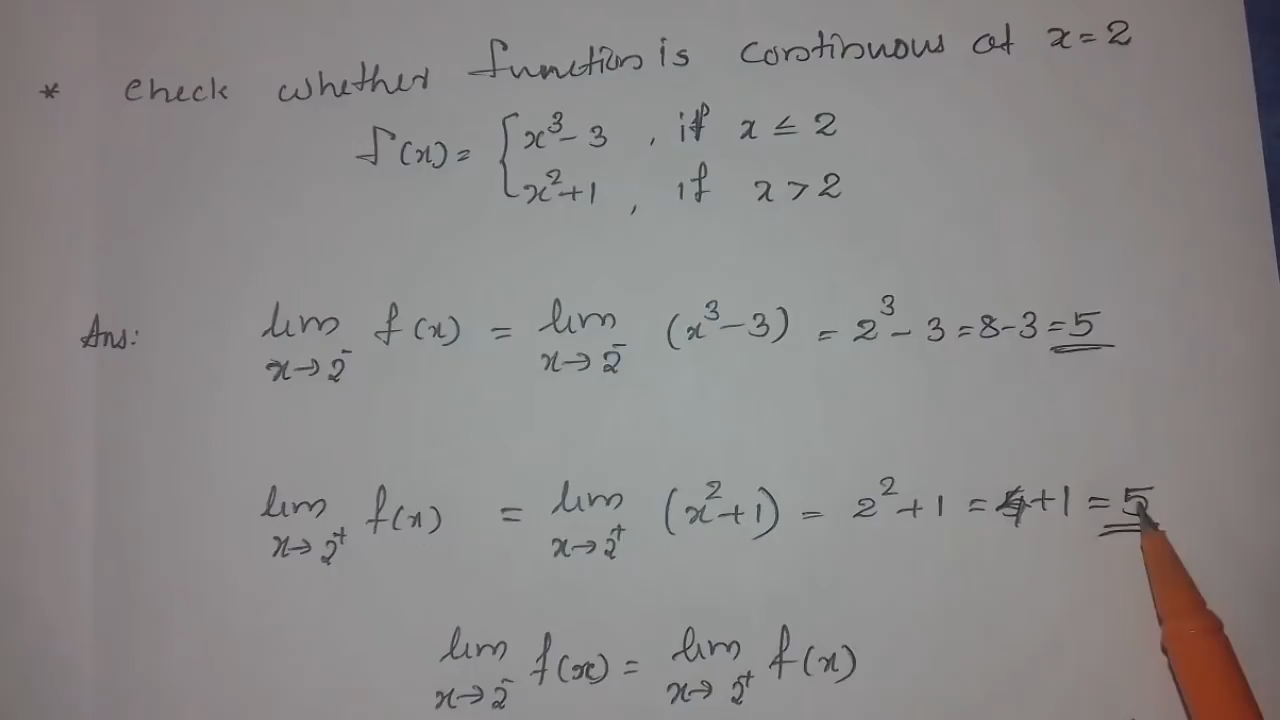 * check whether function is continuous at x = 2
f(x) = { x³ - 3 , if x ≤ 2
x² + 1 , if x > 2
Ans: lim x→2⁻ f(x) = lim x→2⁻ (x³ - 3) = 2³ - 3 = 8 - 3 = 5
lim x→2⁺ f(x) = lim x→2⁺ (x² + 1) = 2² + 1 = 4 + 1 = 5
lim x→2⁻ f(x) = lim x→2⁺ f(x)